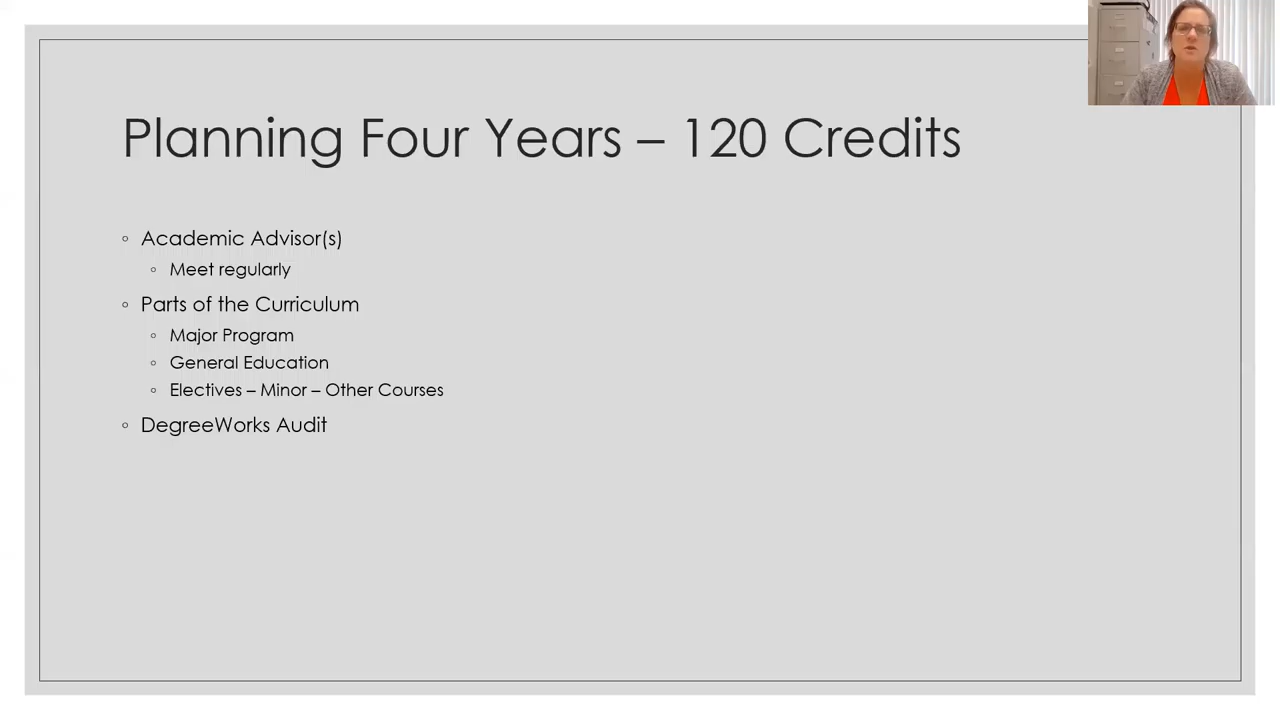 Planning Four Years – 120 Credits
Academic Advisor(s)
Meet regularly
Parts of the Curriculum
Major Program
General Education
Electives – Minor – Other Courses
DegreeWorks Audit